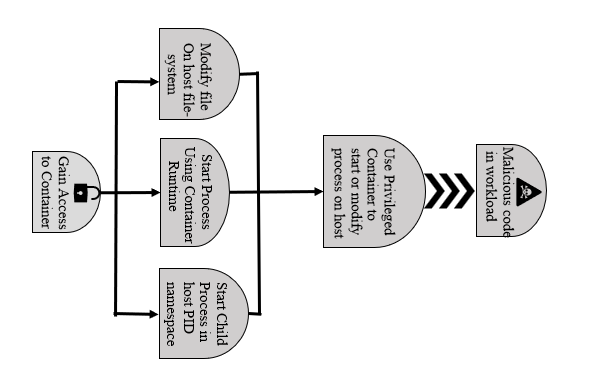 Malicious code
in workload
Use Privileged
Container to
start or modify
process on host
Modify file
On host file-
system
Start Process
Using Container
Runtime
Start Child
Process in
host PID
namespace
Gain Access
to Container